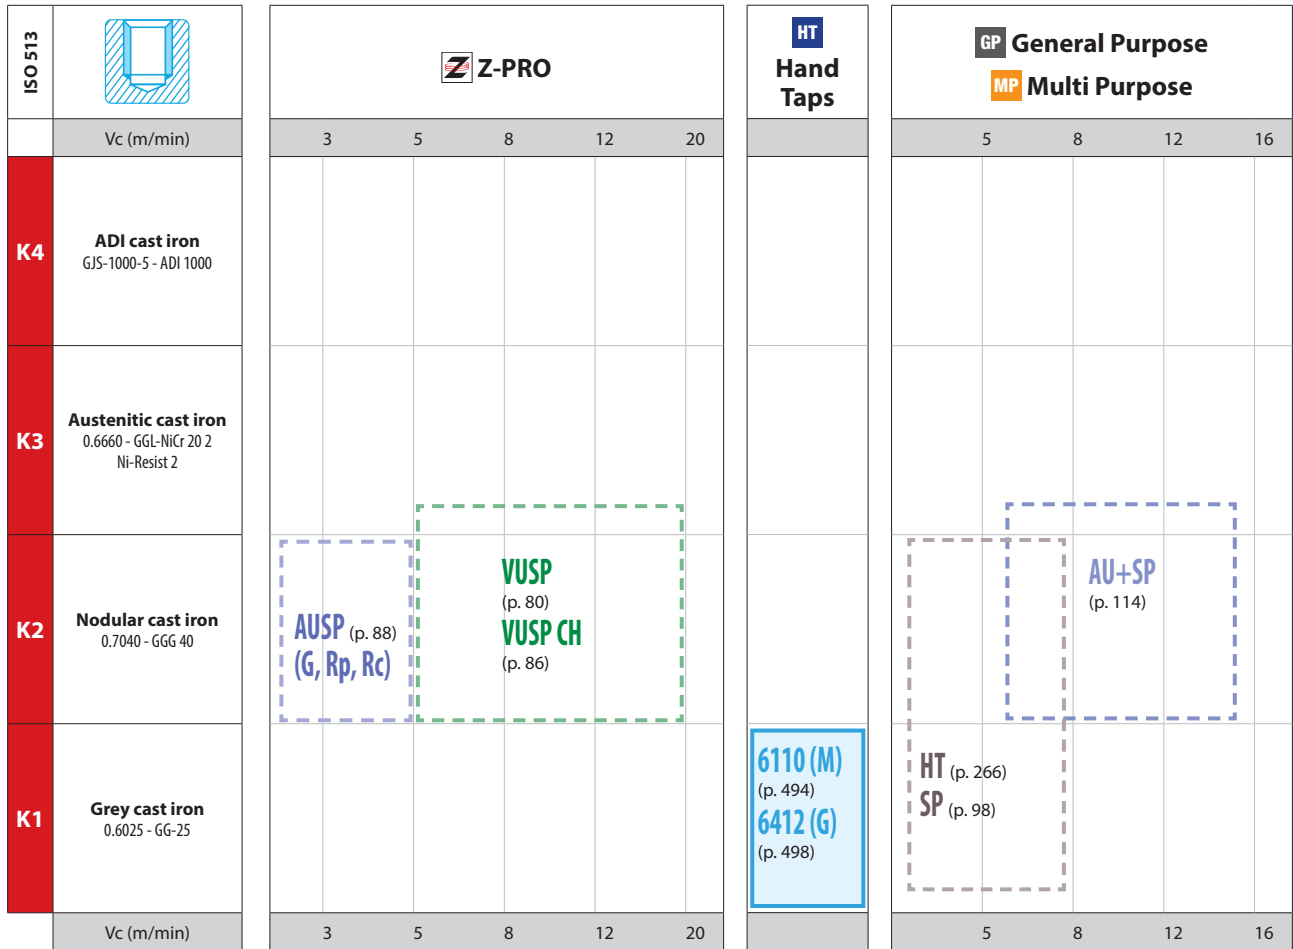 ISO 513
Z Z-PRO
HT
Hand
Taps
GP General Purpose
MP Multi Purpose
Vc (m/min)
3 5 8 12 20
5 8 12 16
K4
ADI cast iron
GJS-1000-5 - ADI 1000
K3
Austenitic cast iron
0.6660 - GGL-NiCr 20 2
Ni-Resist 2
K2
Nodular cast iron
0.7040 - GGG 40
AUSP (p. 88)
(G, Rp, Rc)
VUSP
(p. 80)
VUSP CH
(p. 86)
AU+SP
(p. 114)
K1
Grey cast iron
0.6025 - GG-25
6110 (M)
(p. 494)
6412 (G)
(p. 498)
HT (p. 266)
SP (p. 98)
Vc (m/min)
3 5 8 12 20
5 8 12 16